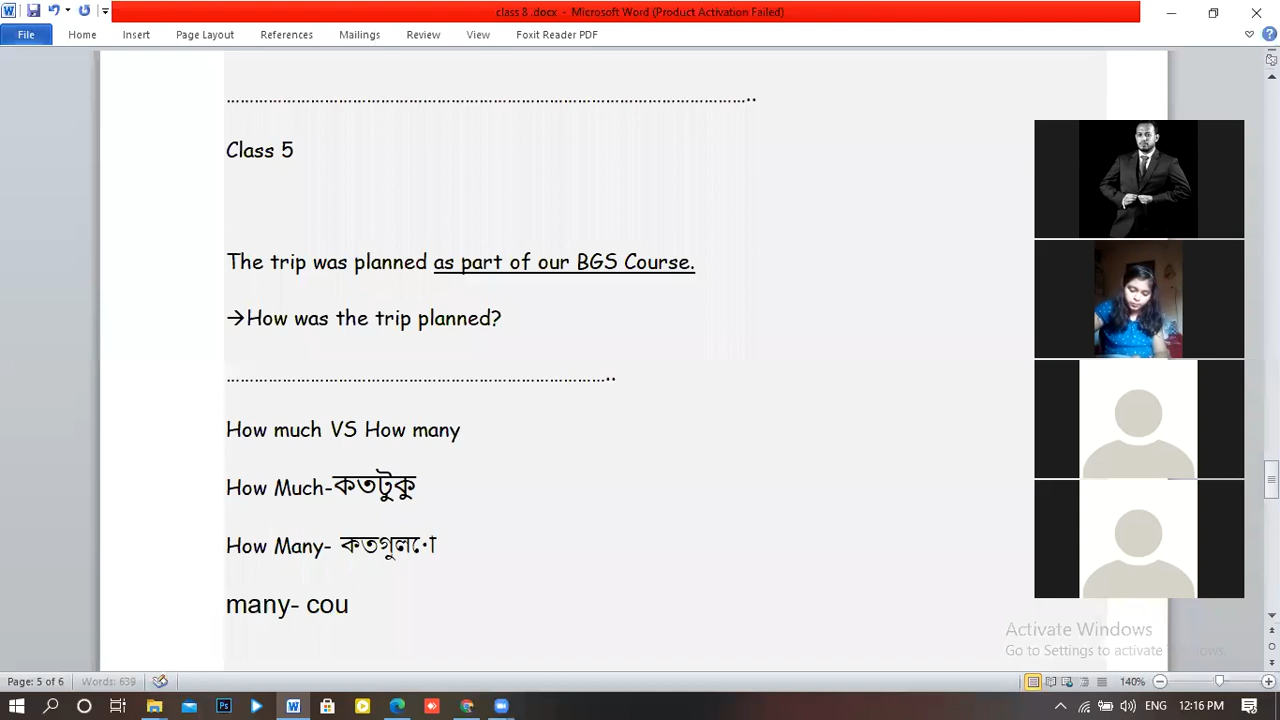 class 8 .docx - Microsoft Word (Product Activation Failed)
File Home Insert Page Layout References Mailings Review View Foxit Reader PDF
……………………………………………………………………………………………..
Class 5
The trip was planned as part of our BGS Course.
→How was the trip planned?
……………………………………………………………………..
How much VS How many
How Much-কতটুকু
How Many- কতগুলো
many- cou
Activate Windows
Go to Settings to activate Windows.
Page: 5 of 6 Words: 639 140%
ENG 12:16 PM